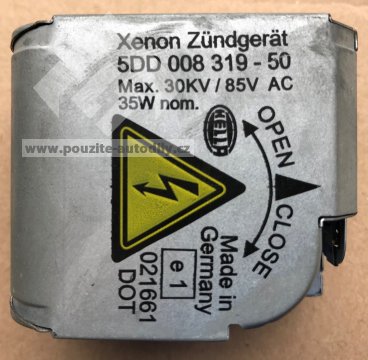 Xenon Zündgerät
5DD 008 319 - 50
Max. 30KV / 85V AC
35W nom.
HELLA
OPEN
CLOSE
www.pouzite-autodily.cz
Made in
Germany
e 1
021661
DOT